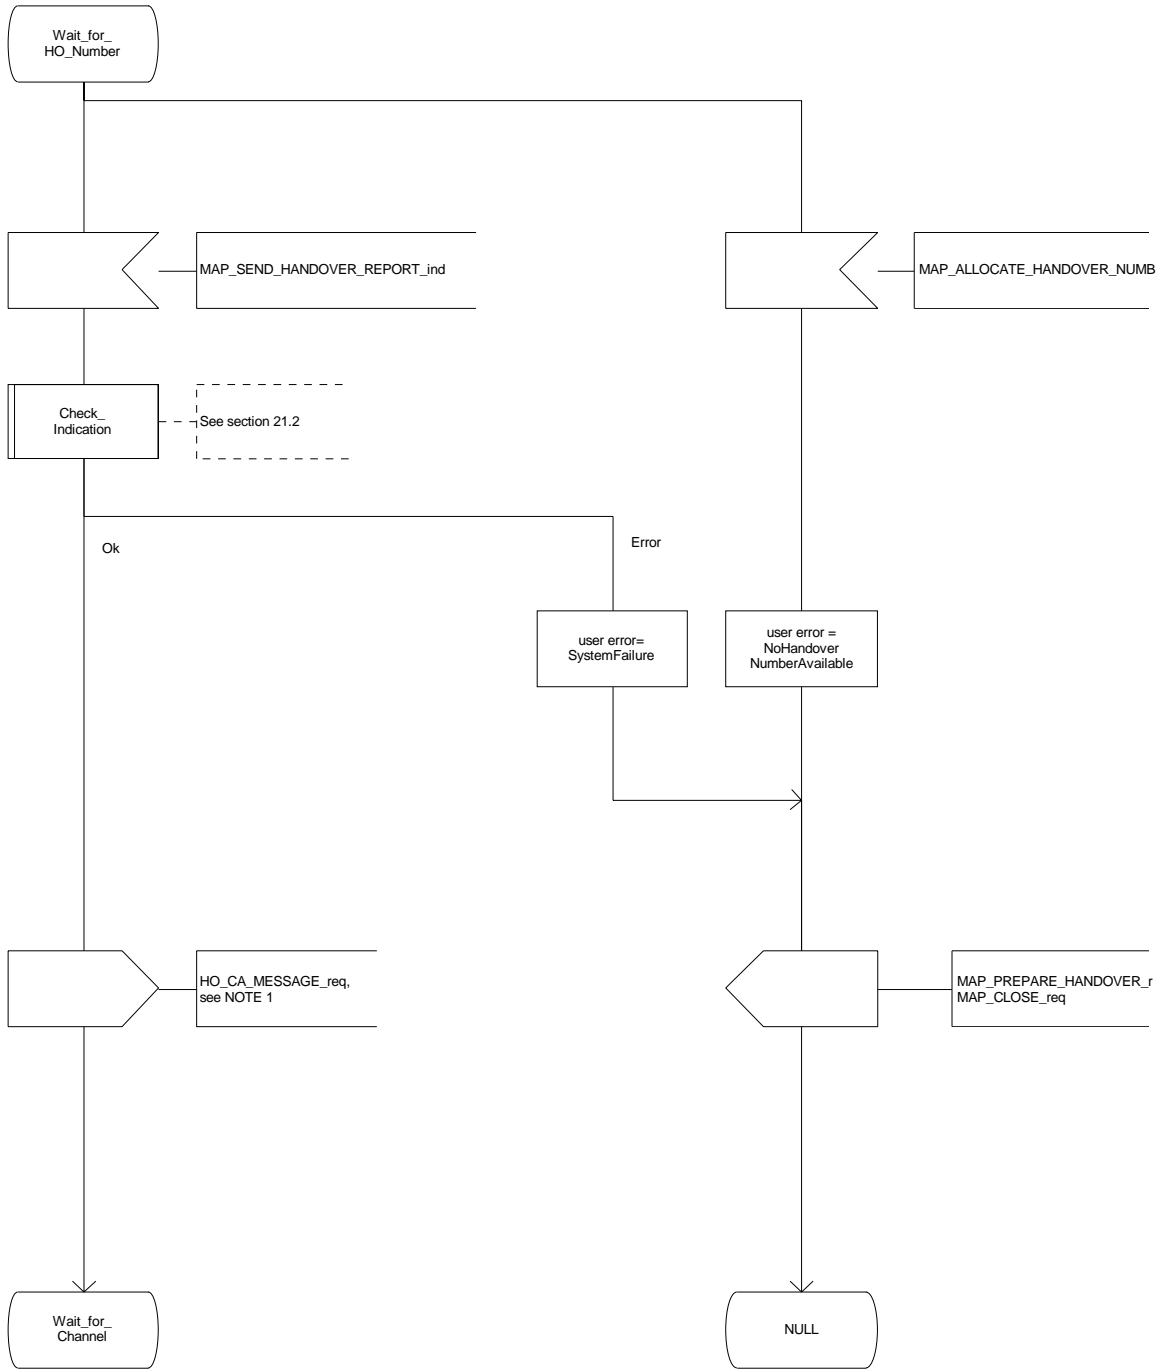 Wait_for_
HO_Number
MAP_SEND_HANDOVER_REPORT_ind
MAP_ALLOCATE_HANDOVER_NUMB
Check_
Indication
See section 21.2
Ok
Error
user error=
SystemFailure
user error =
NoHandover
NumberAvailable
HO_CA_MESSAGE_req,
see NOTE 1
MAP_PREPARE_HANDOVER_r
MAP_CLOSE_req
Wait_for_
Channel
NULL